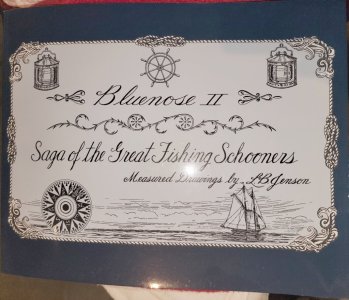 Bluenose II
Saga of the Great Fishing Schooners
Measured Drawings by L B Jenson